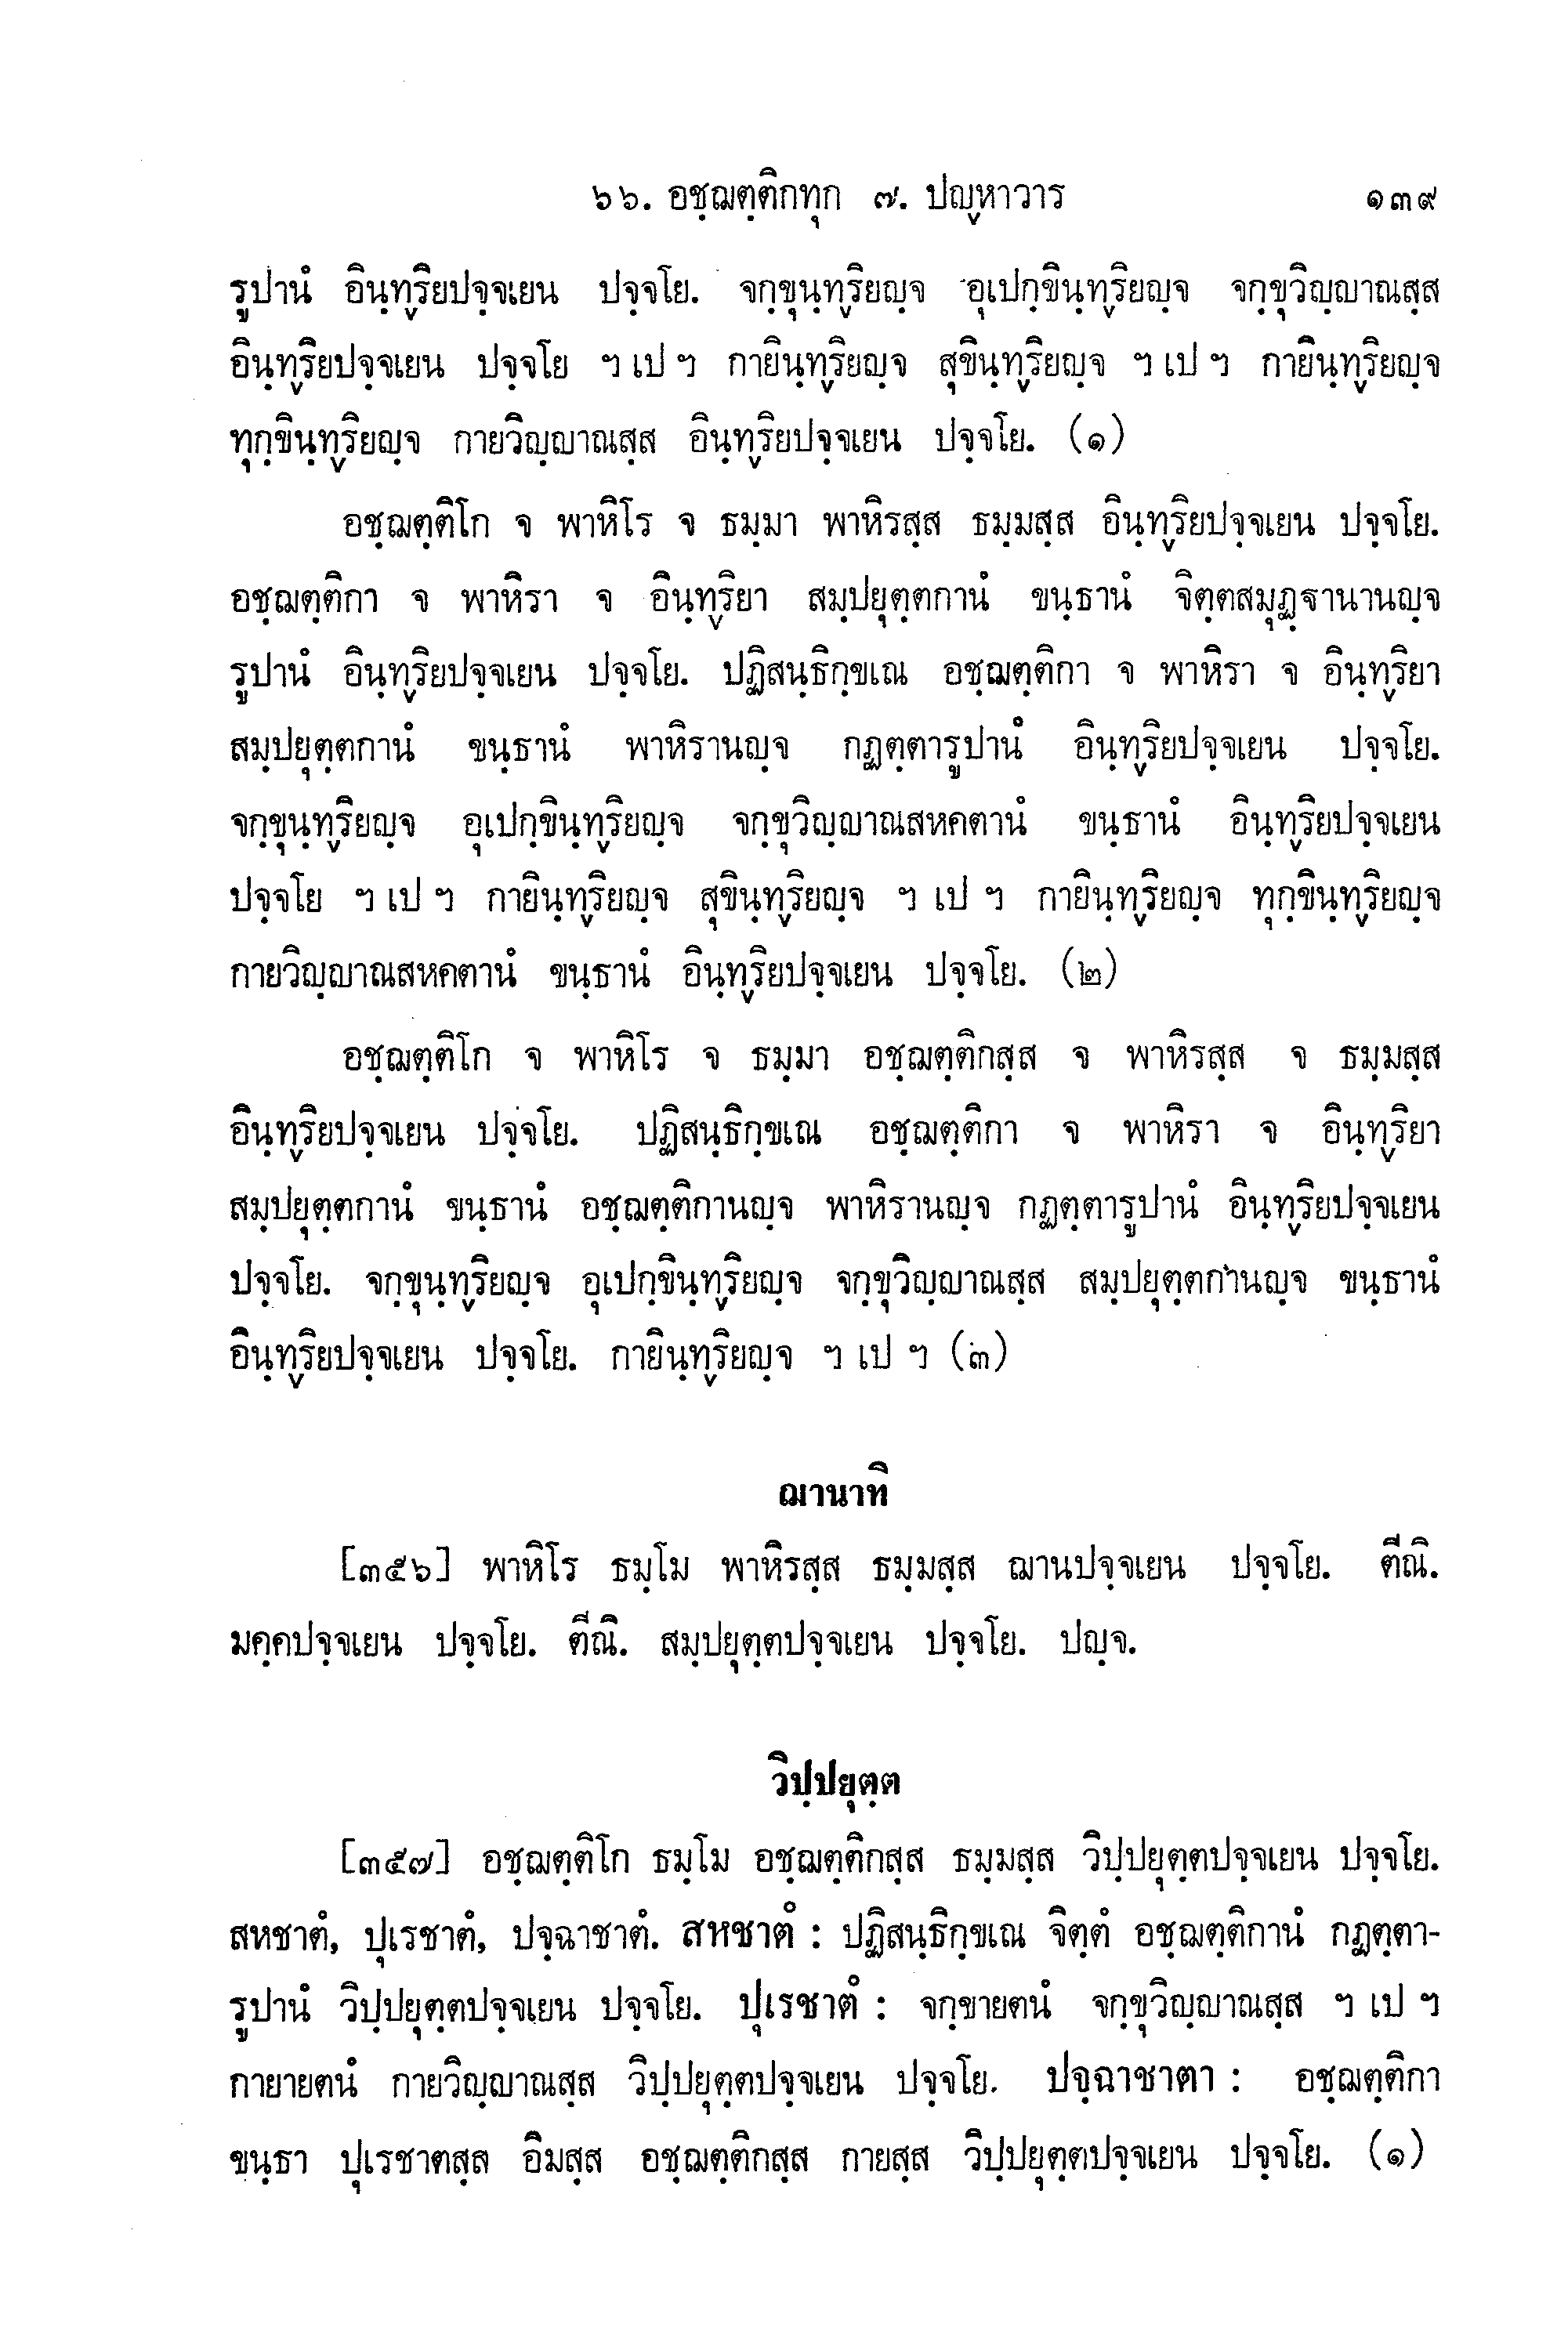 ๖๖. อชฺฌตฺติกทุก ๗. ปญฺหาวาร ๑๓๙
รูปานํ อินฺทฺริยปจฺจเยน ปจฺจโย. จกฺขุนฺทฺริยญฺจ อุเปกฺขินฺทฺริยญฺจ จกฺขุวิญฺญาณสฺส
อินฺทฺริยปจฺจเยน ปจฺจโย ฯ เป ฯ กายินฺทฺริยญฺจ สุขินฺทฺริยญฺจ ฯ เป ฯ กายินฺทฺริยญฺจ
ทุกฺขินฺทฺริยญฺจ กายวิญฺญาณสฺส อินฺทฺริยปจฺจเยน ปจฺจโย. (๑)
อชฺฌตฺติโก จ พาหิโร จ ธมฺมา พาหิรสฺส ธมฺมสฺส อินฺทฺริยปจฺจเยน ปจฺจโย.
อชฺฌตฺติกา จ พาหิรา จ อินฺทฺริยา สมฺปยุตฺตกานํ ขนฺธานํ จิตฺตสมุฏฺฐานานญฺจ
รูปานํ อินฺทฺริยปจฺจเยน ปจฺจโย. ปฏิสนฺธิกฺขเณ อชฺฌตฺติกา จ พาหิรา จ อินฺทฺริยา
สมฺปยุตฺตกานํ ขนฺธานํ พาหิรานญฺจ กฏตฺตารูปานํ อินฺทฺริยปจฺจเยน ปจฺจโย.
จกฺขุนฺทฺริยญฺจ อุเปกฺขินฺทฺริยญฺจ จกฺขุวิญฺญาณสหคตานํ ขนฺธานํ อินฺทฺริยปจฺจเยน
ปจฺจโย ฯ เป ฯ กายินฺทฺริยญฺจ สุขินฺทฺริยญฺจ ฯ เป ฯ กายินฺทฺริยญฺจ ทุกฺขินฺทฺริยญฺจ
กายวิญฺญาณสหคตานํ ขนฺธานํ อินฺทฺริยปจฺจเยน ปจฺจโย. (๒)
อชฺฌตฺติโก จ พาหิโร จ ธมฺมา อชฺฌตฺติกสฺส จ พาหิรสฺส จ ธมฺมสฺส
อินฺทฺริยปจฺจเยน ปจฺจโย. ปฏิสนฺธิกฺขเณ อชฺฌตฺติกา จ พาหิรา จ อินฺทฺริยา
สมฺปยุตฺตกานํ ขนฺธานํ อชฺฌตฺติกานญฺจ พาหิรานญฺจ กฏตฺตารูปานํ อินฺทฺริยปจฺจเยน
ปจฺจโย. จกฺขุนฺทฺริยญฺจ อุเปกฺขินฺทฺริยญฺจ จกฺขุวิญฺญาณสฺส สมฺปยุตฺตกานญฺจ ขนฺธานํ
อินฺทฺริยปจฺจเยน ปจฺจโย. กายินฺทฺริยญฺจ ฯ เป ฯ (๓)
ฌานาทิ
[๓๕๖] พาหิโร ธมฺโม พาหิรสฺส ธมฺมสฺส ฌานปจฺจเยน ปจฺจโย. ตีณิ.
มคฺคปจฺจเยน ปจฺจโย. ตีณิ. สมฺปยุตฺตปจฺจเยน ปจฺจโย. ปญฺจ.
วิปฺปยุตฺต
[๓๕๗] อชฺฌตฺติโก ธมฺโม อชฺฌตฺติกสฺส ธมฺมสฺส วิปฺปยุตฺตปจฺจเยน ปจฺจโย.
สหชาตํ, ปุเรชาตํ, ปจฺฉาชาตํ. สหชาตํ : ปฏิสนฺธิกฺขเณ จิตฺตํ อชฺฌตฺติกานํ กฏตฺตา-
รูปานํ วิปฺปยุตฺตปจฺจเยน ปจฺจโย. ปุเรชาตํ : จกฺขายตนํ จกฺขุวิญฺญาณสฺส ฯ เป ฯ
กายายตนํ กายวิญฺญาณสฺส วิปฺปยุตฺตปจฺจเยน ปจฺจโย. ปจฺฉาชาตา : อชฺฌตฺติกา
ขนฺธา ปุเรชาตสฺส อิมสฺส อชฺฌตฺติกสฺส กายสฺส วิปฺปยุตฺตปจฺจเยน ปจฺจโย. (๑)